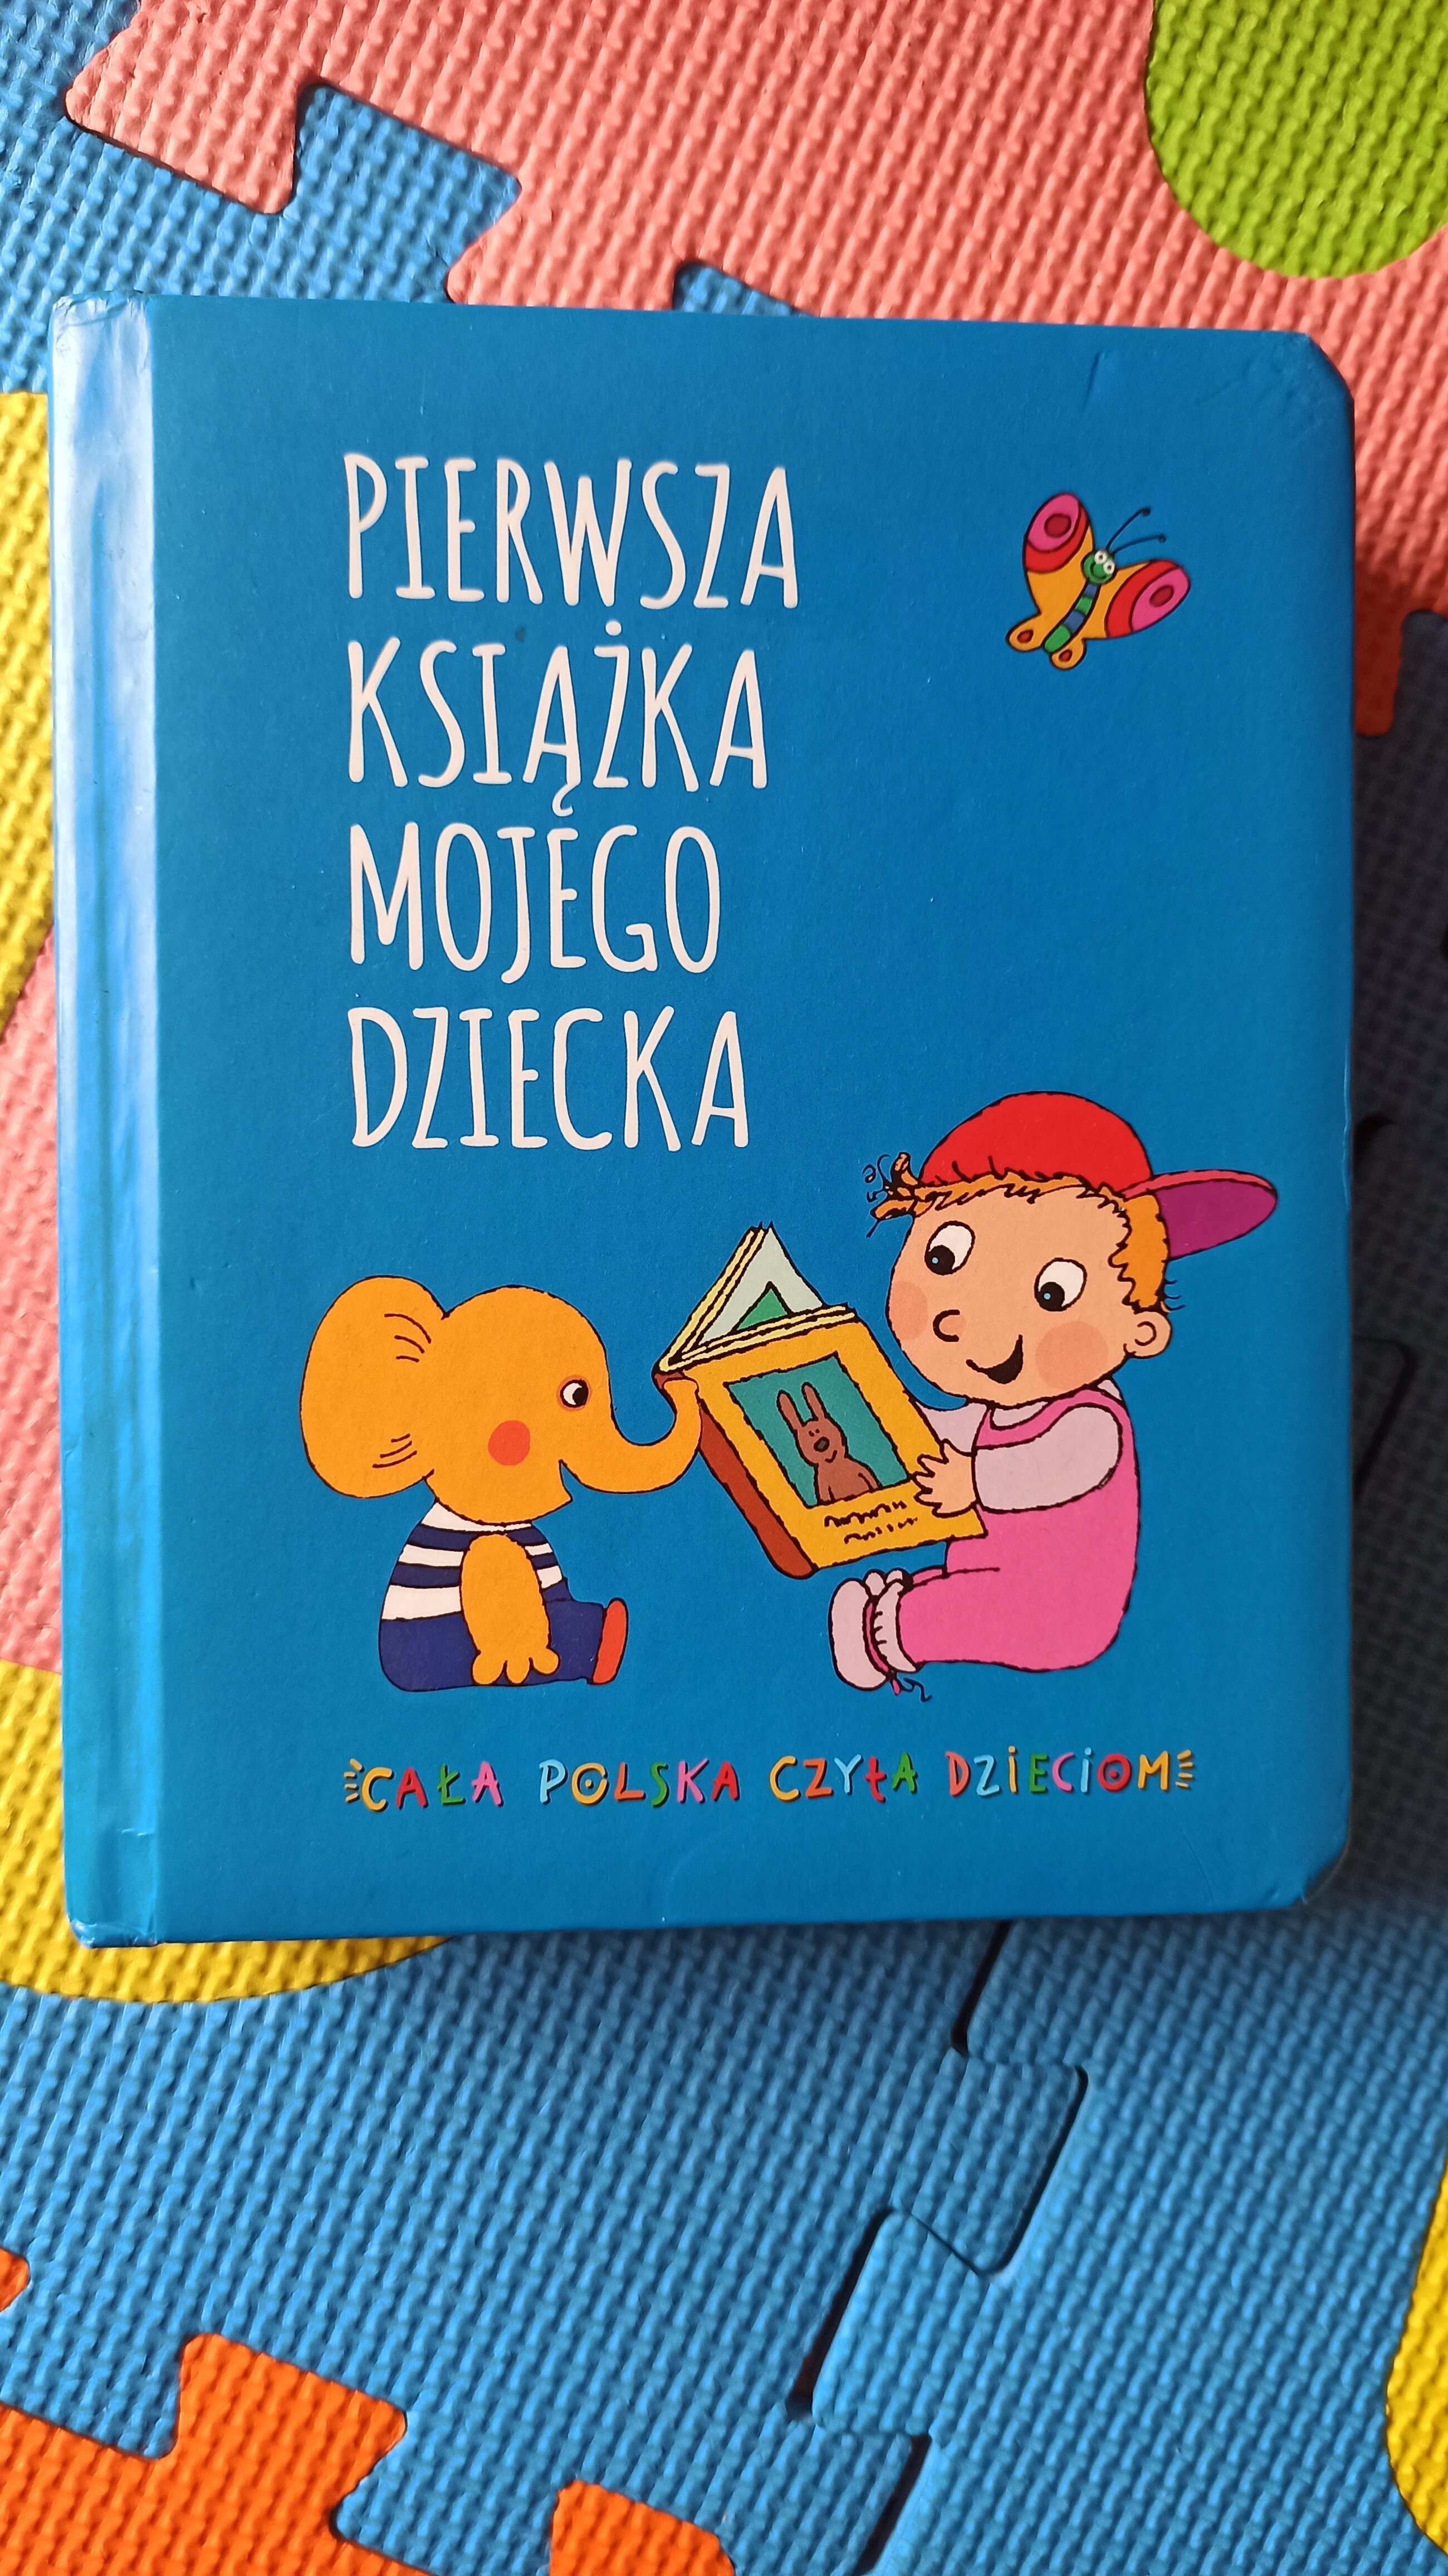 PIERWSZA
KSIĄŻKA
MOJEGO
DZIECKA
CAŁA POLSKA CZYTA DZIECIOM